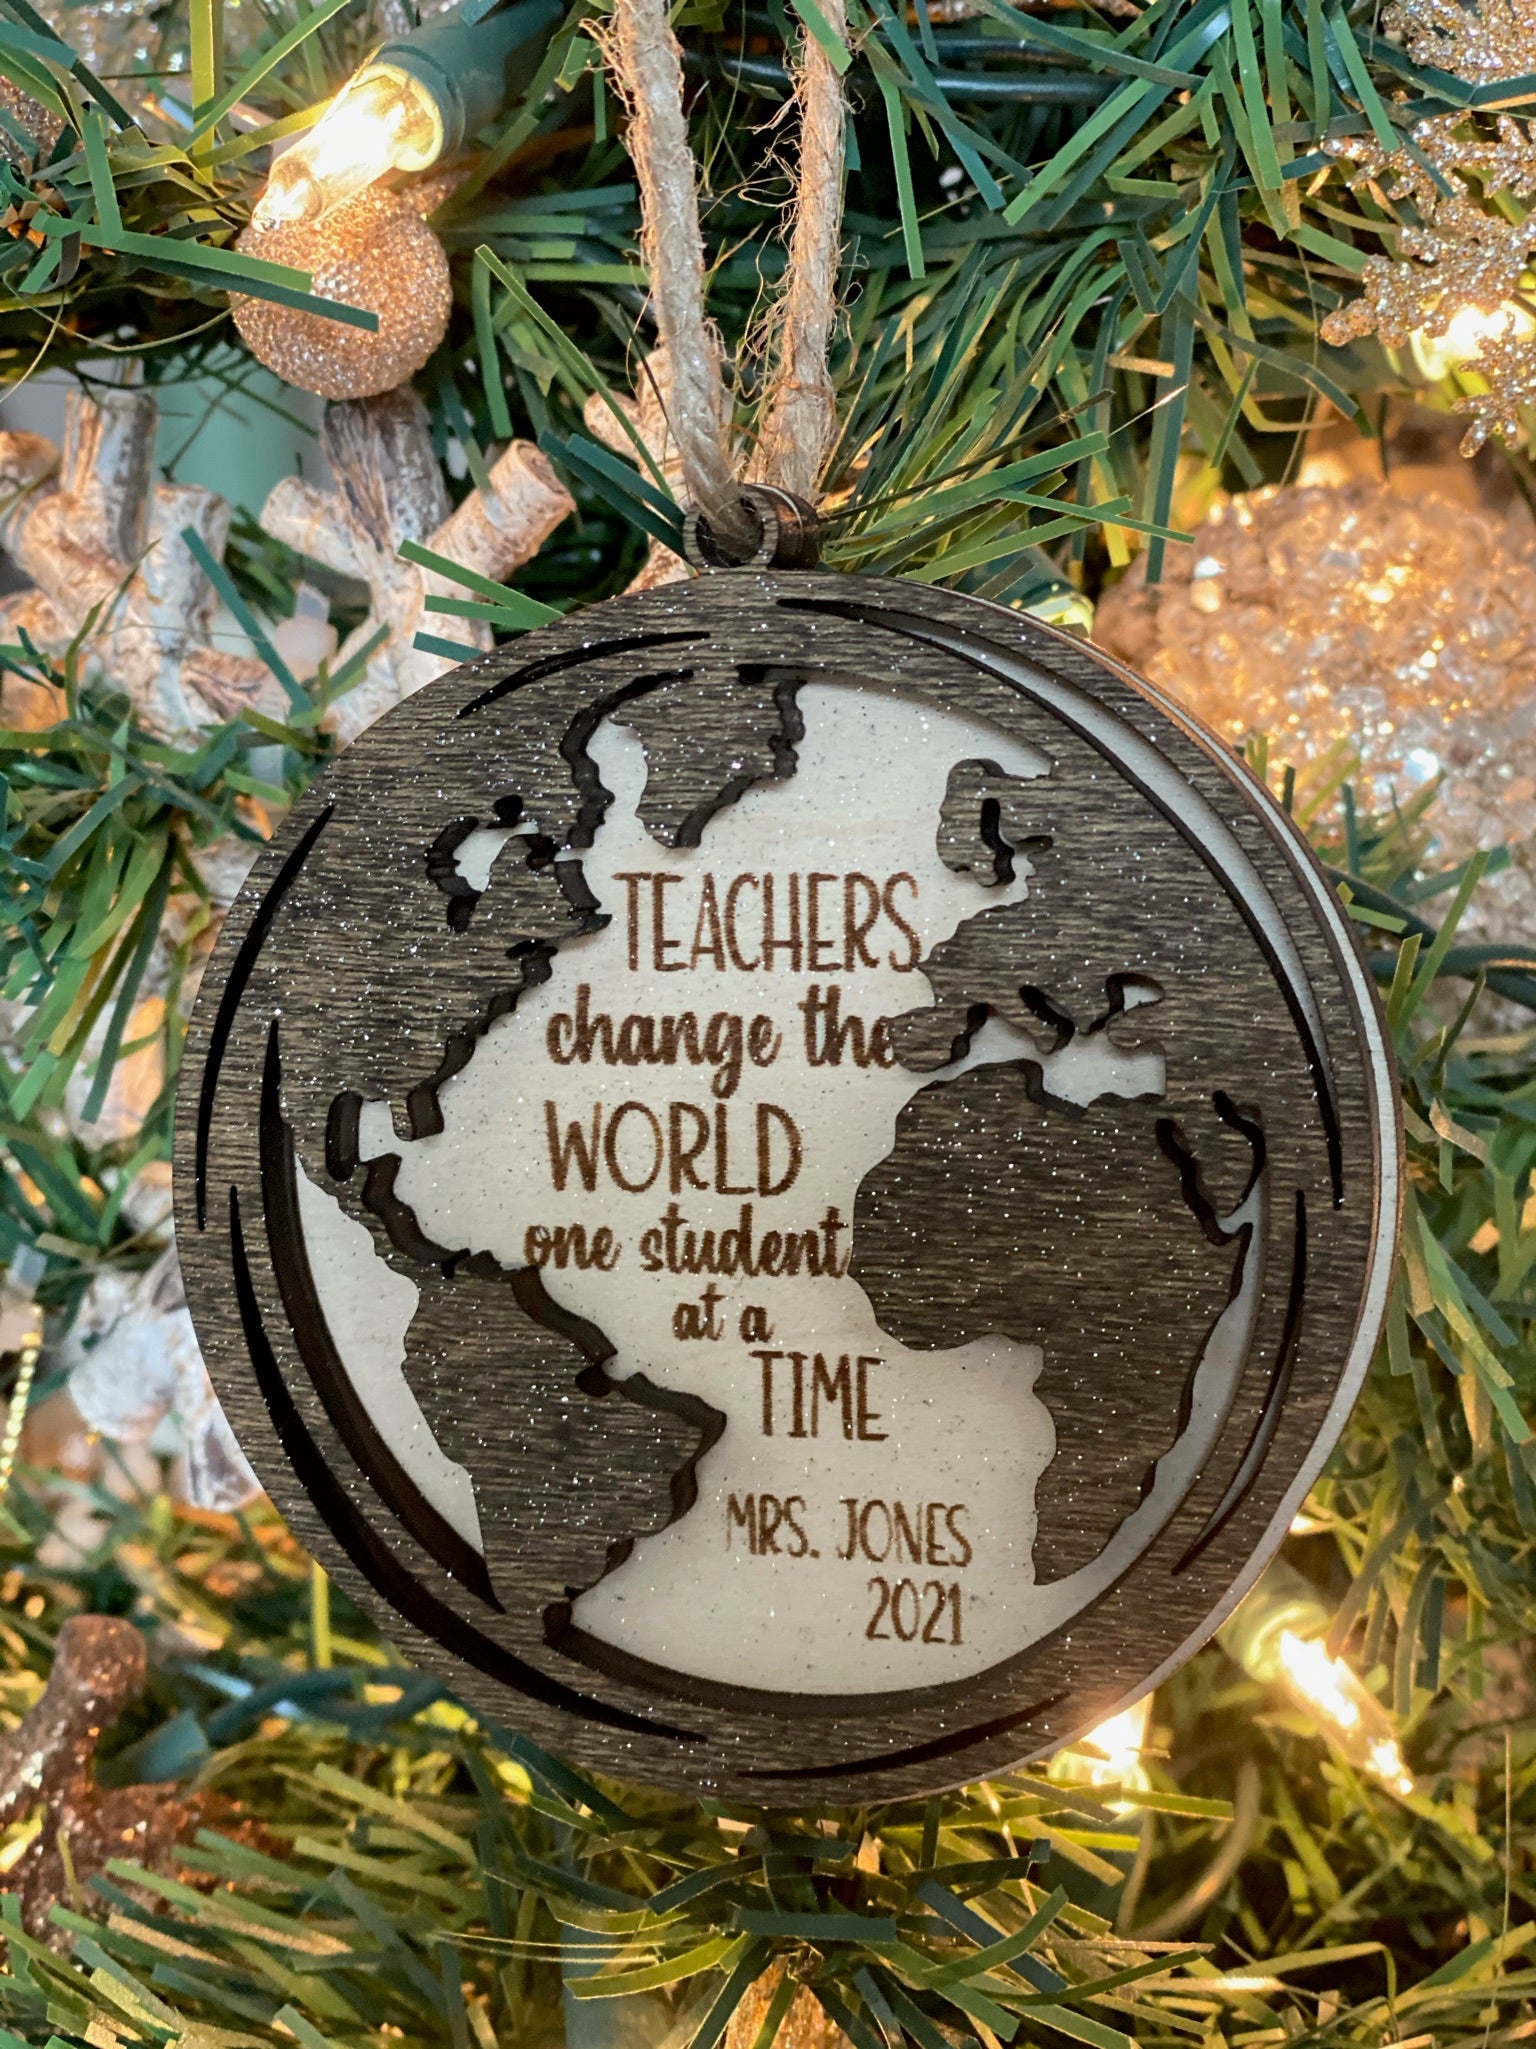 TEACHERS
change the
WORLD
one student
at a
TIME
MRS. JONES
2021